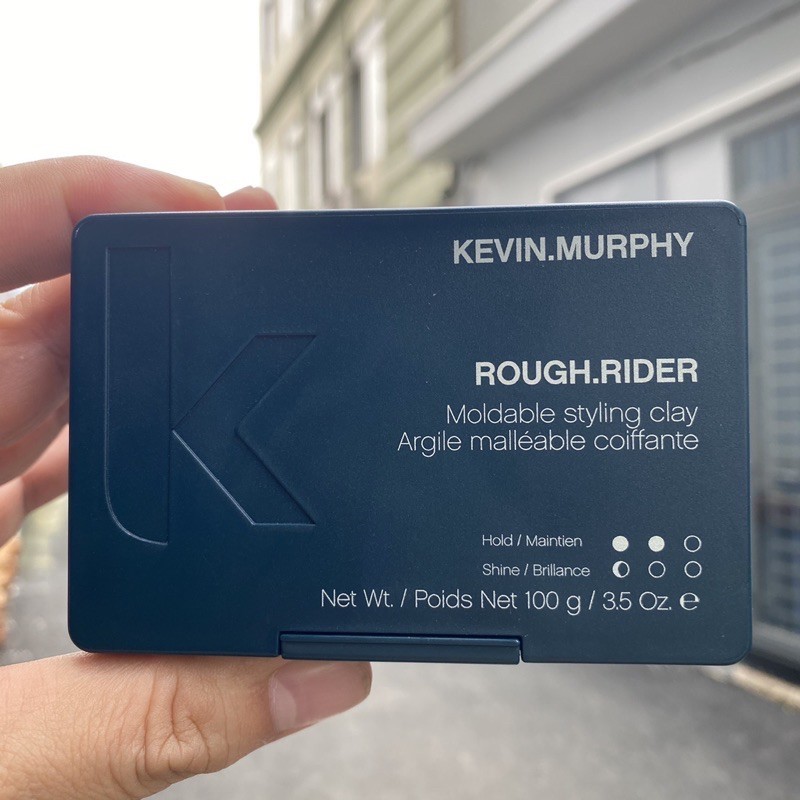 KEVIN.MURPHY
ROUGH.RIDER
Moldable styling clay
Argile malléable coiffante
Hold / Maintien
Shine / Brillance
Net Wt. / Poids Net 100 g / 3.5 Oz. ℮